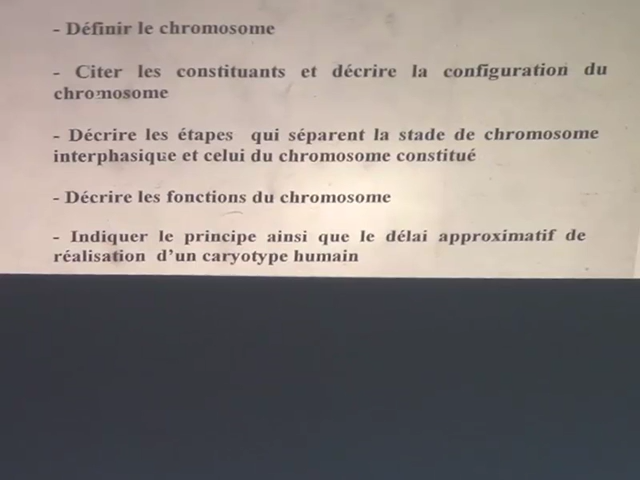 - Définir le chromosome
- Citer les constituants et décrire la configuration du
chromosome
- Décrire les étapes qui séparent la stade de chromosome
interphasique et celui du chromosome constitué
- Décrire les fonctions du chromosome
- Indiquer le principe ainsi que le délai approximatif de
réalisation d'un caryotype humain